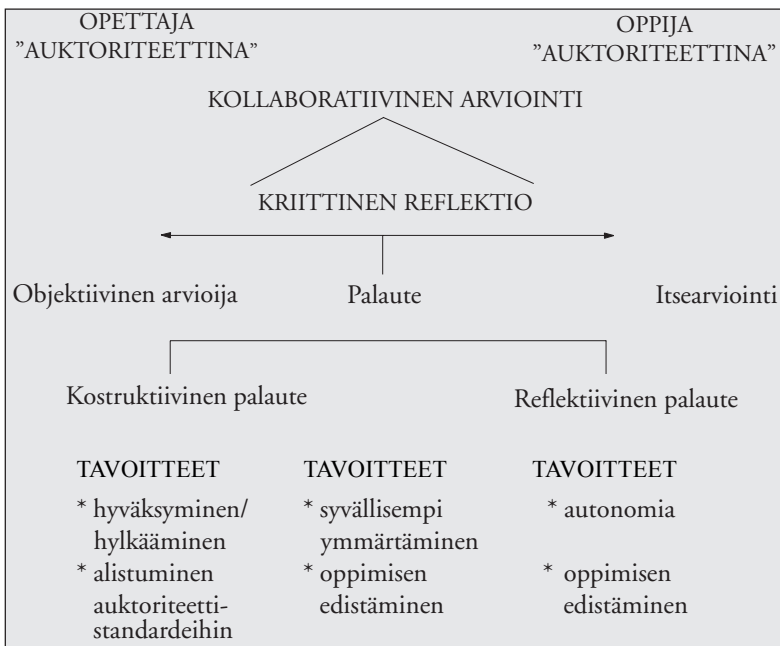 OPETTAJA
”AUKTORITEETTINA”
OPPIJA
”AUKTORITEETTINA”
KOLLABORATIIVINEN ARVIOINTI
KRIITTINEN REFLEKTIO
Objektiivinen arvioija
Palaute
Itsearviointi
Kostruktiivinen palaute
Reflektiivinen palaute
TAVOITTEET
* hyväksyminen/
hylkääminen
* alistuminen
auktoriteetti-
standardeihin
TAVOITTEET
* syvällisempi
ymmärtäminen
* oppimisen
edistäminen
TAVOITTEET
* autonomia
* oppimisen
edistäminen